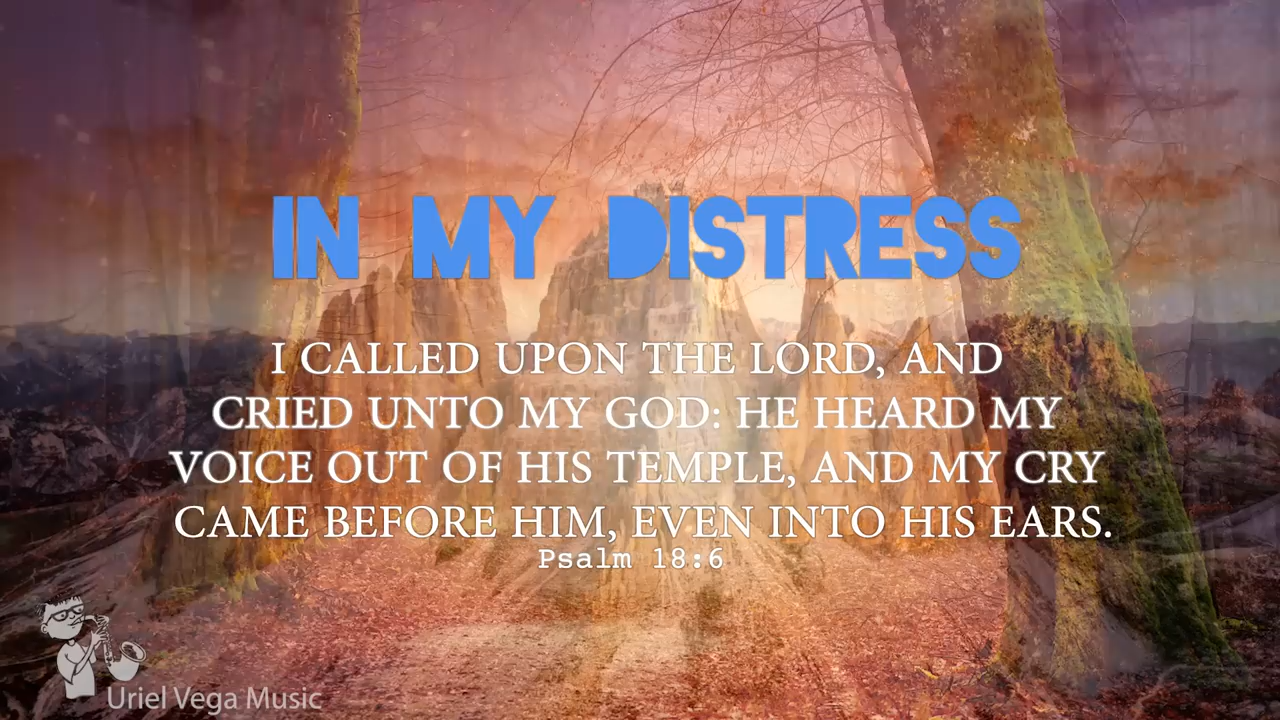 IN MY DISTRESS
I CALLED UPON THE LORD, AND
CRIED UNTO MY GOD: HE HEARD MY
VOICE OUT OF HIS TEMPLE, AND MY CRY
CAME BEFORE HIM, EVEN INTO HIS EARS.
Psalm 18:6
Uriel Vega Music